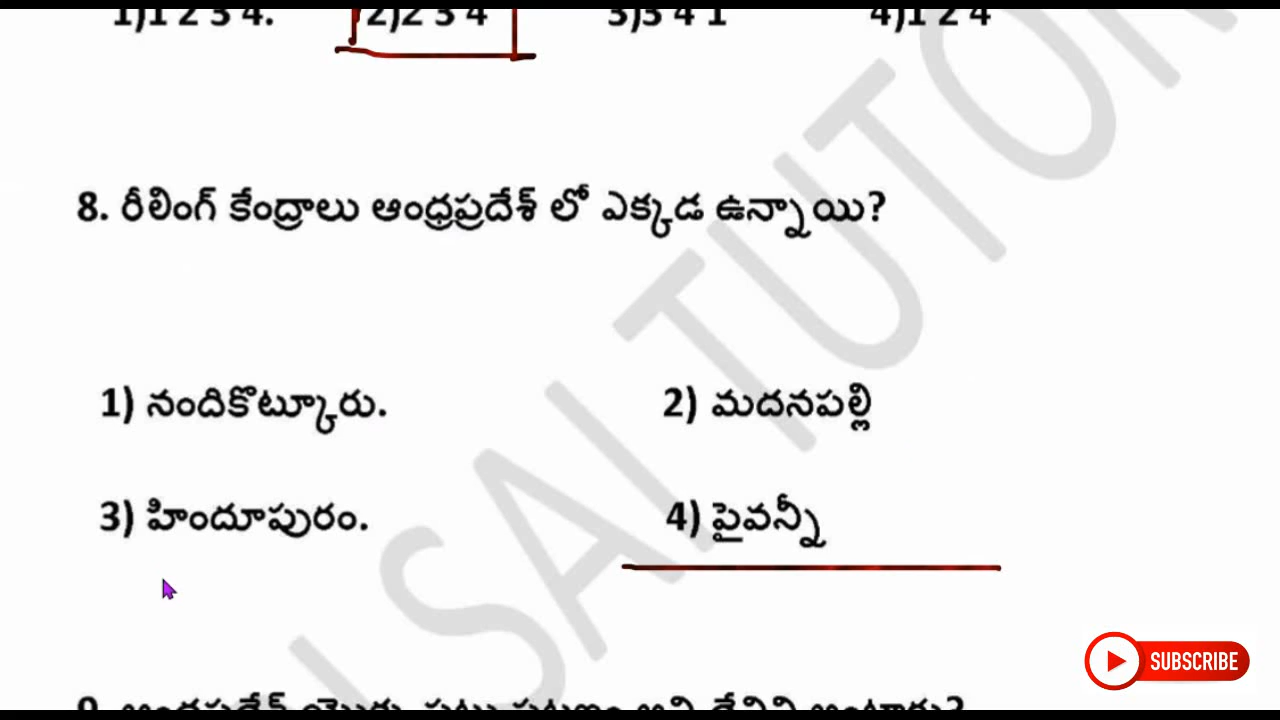 1)1 2 3 4. 2)2 3 4 3)3 4 1 4)1 2 4
8. రీలింగ్ కేంద్రాలు ఆంధ్రప్రదేశ్ లో ఎక్కడ ఉన్నాయి?
1) నందికొట్కూరు. 2) మదనపల్లి
3) హిందూపురం. 4) పైవన్నీ
SAI TUTOR
SUBSCRIBE